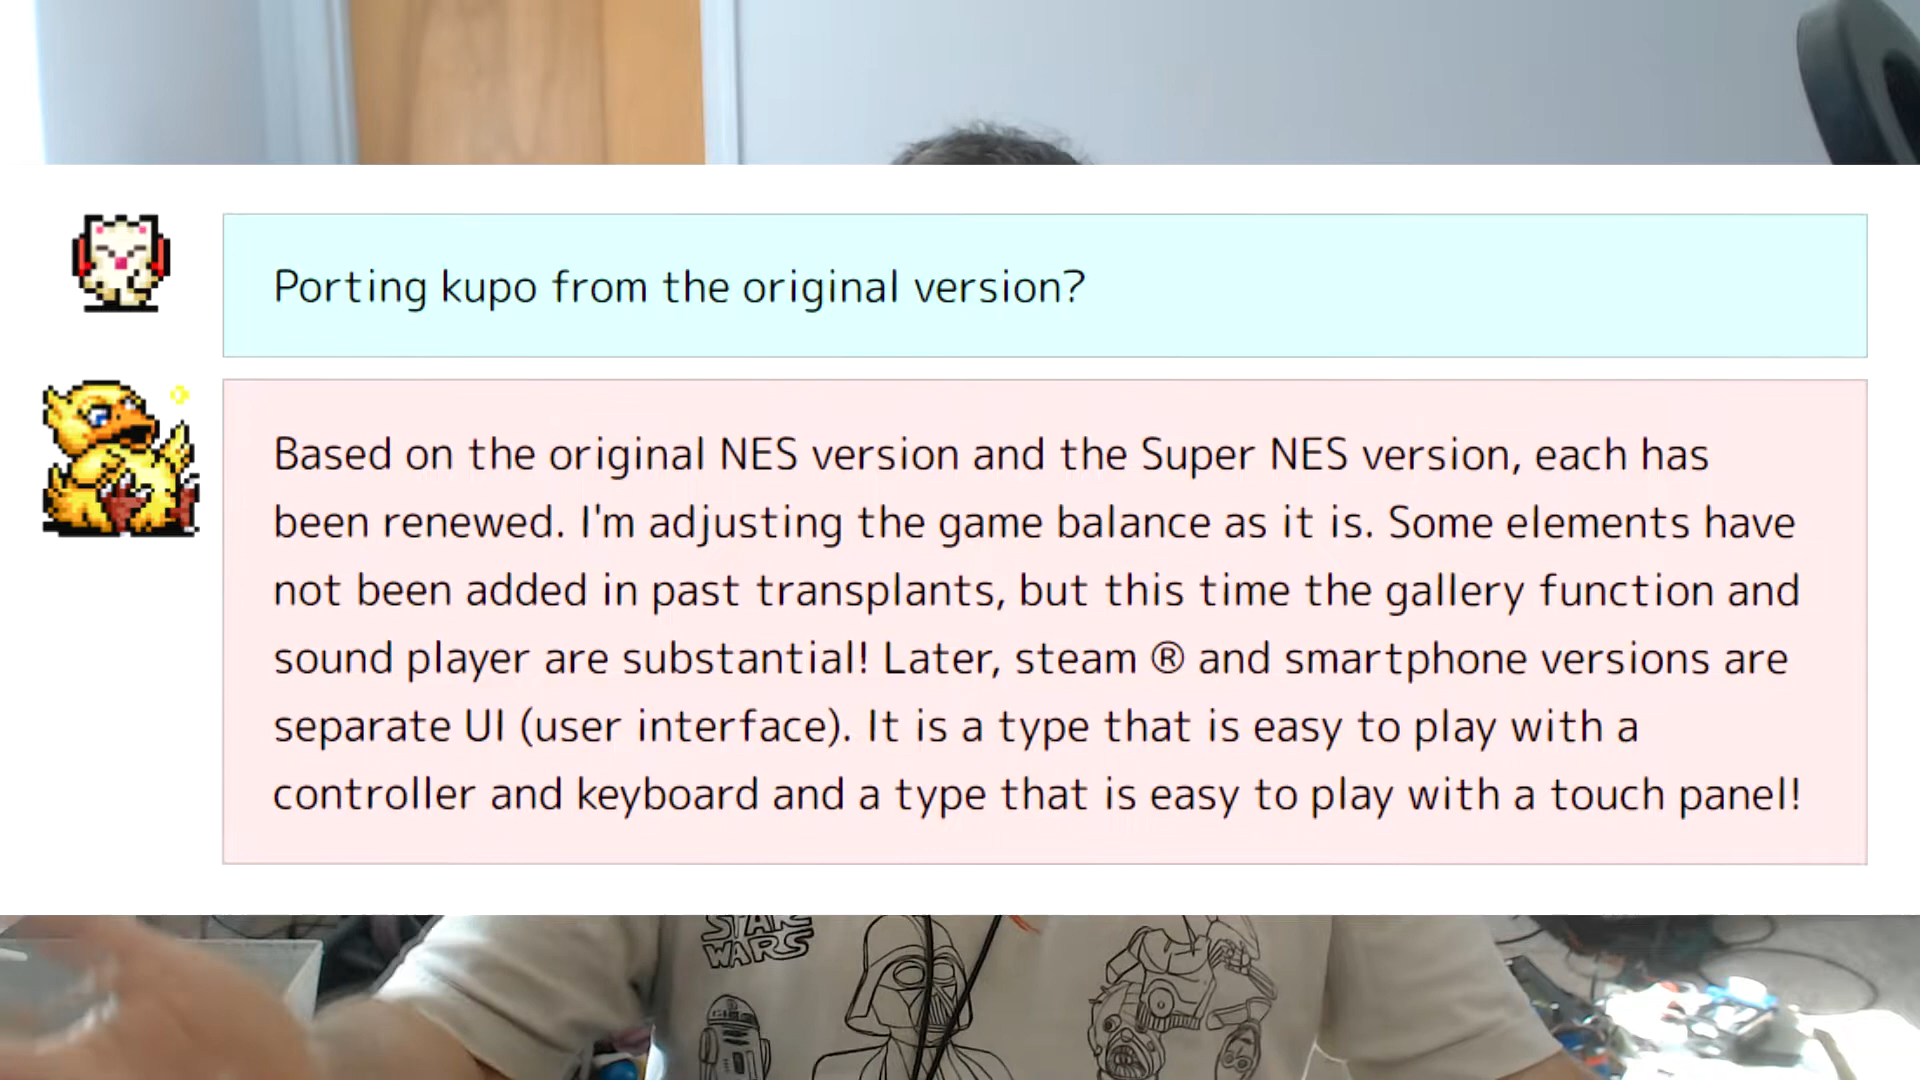 Porting kupo from the original version?
Based on the original NES version and the Super NES version, each has
been renewed. I'm adjusting the game balance as it is. Some elements have
not been added in past transplants, but this time the gallery function and
sound player are substantial! Later, steam ® and smartphone versions are
separate UI (user interface). It is a type that is easy to play with a
controller and keyboard and a type that is easy to play with a touch panel!
STAR
WARS